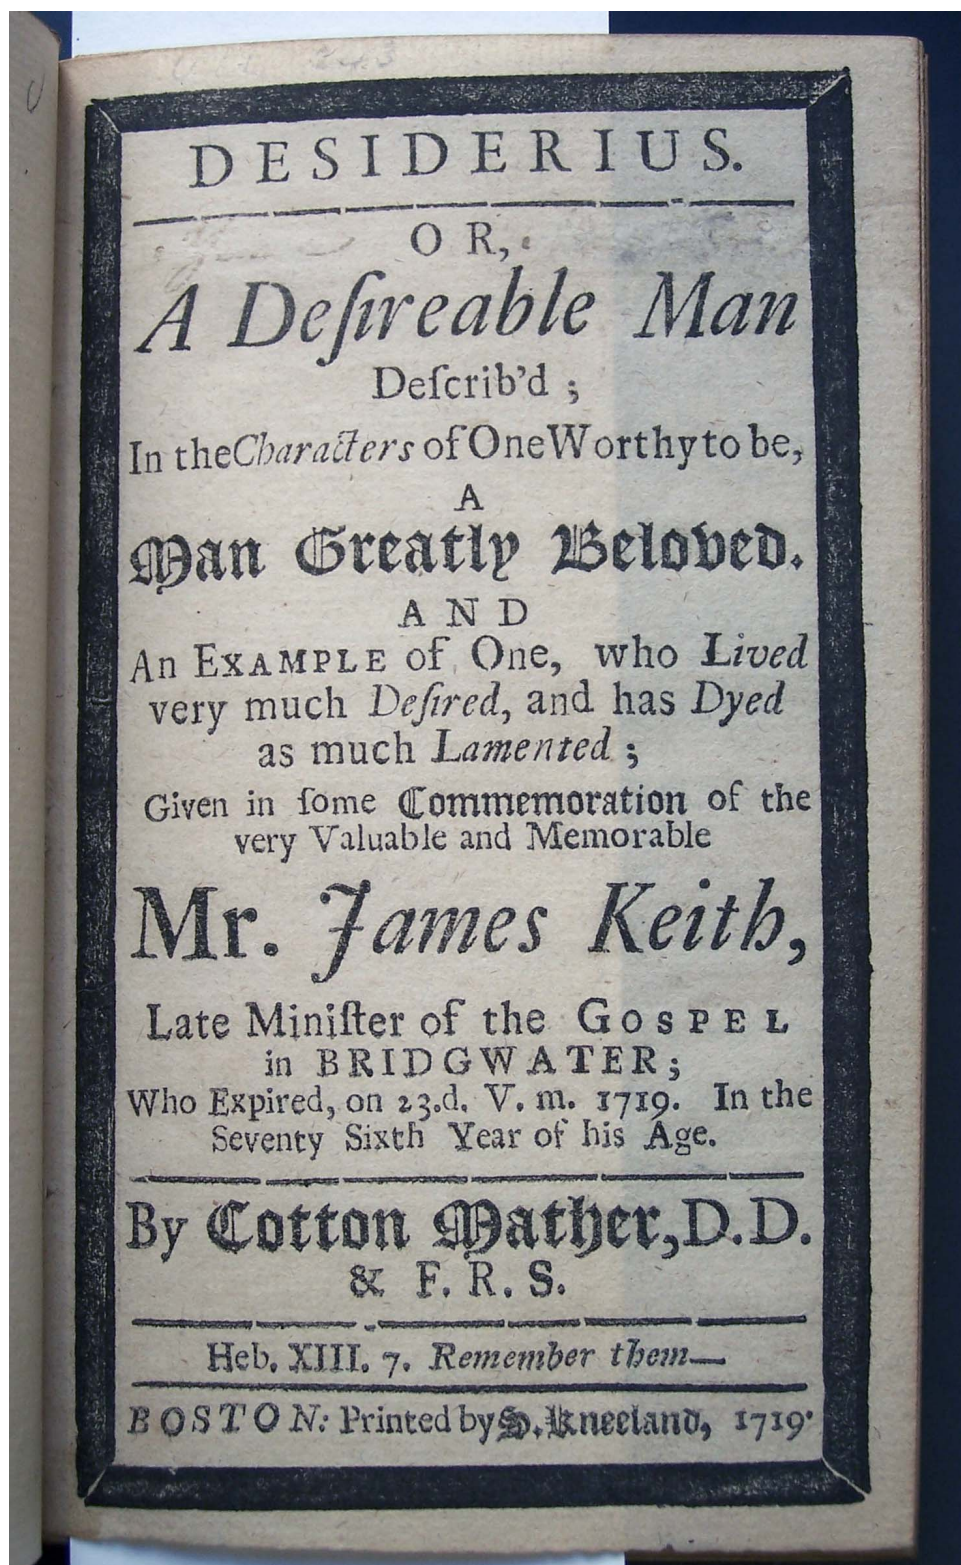 DESIDERIUS.
OR,
A Deſireable Man
Deſcrib'd ;
In the Characters of One Worthy to be,
A
Man Greatly Beloved.
AND
An EXAMPLE of One, who Lived
very much Deſired, and has Dyed
as much Lamented ;
Given in ſome Commemoration of the
very Valuable and Memorable
Mr. James Keith,
Late Miniſter of the GOSPEL
in BRIDGWATER;
Who Expired, on 23.d. V. m. 1719. In the
Seventy Sixth Year of his Age.
By Cotton Mather, D.D.
& F. R. S.
Heb. XIII. 7. Remember them—
BOSTON: Printed by S. Kneeland, 1719.